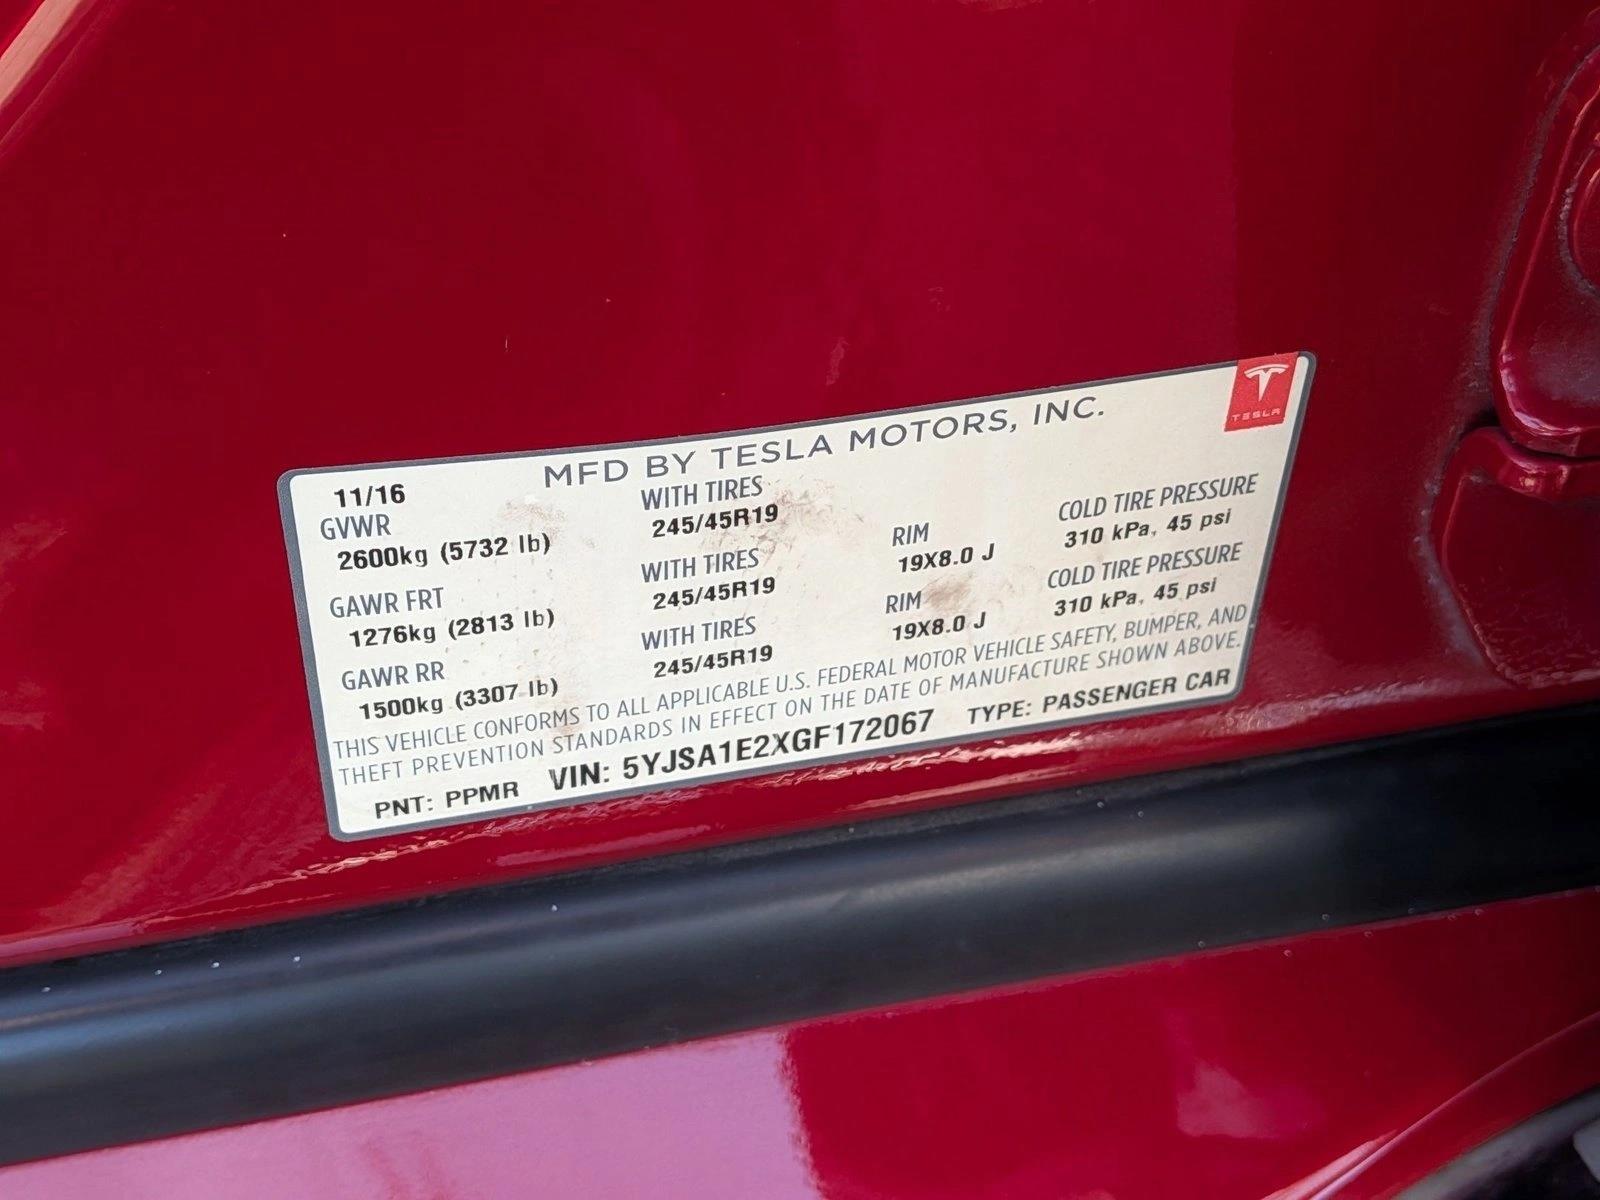 MFD BY TESLA MOTORS, INC.
TESLA
11/16
GVWR WITH TIRES COLD TIRE PRESSURE
2600kg (5732 lb) 245/45R19 RIM 310 kPa, 45 psi
GAWR FRT WITH TIRES 19X8.0 J COLD TIRE PRESSURE
1276kg (2813 lb) 245/45R19 RIM 310 kPa, 45 psi
GAWR RR WITH TIRES 19X8.0 J
1500kg (3307 lb) 245/45R19
THIS VEHICLE CONFORMS TO ALL APPLICABLE U.S. FEDERAL MOTOR VEHICLE SAFETY, BUMPER, AND
THEFT PREVENTION STANDARDS IN EFFECT ON THE DATE OF MANUFACTURE SHOWN ABOVE.
PNT: PPMR VIN: 5YJSA1E2XGF172067 TYPE: PASSENGER CAR